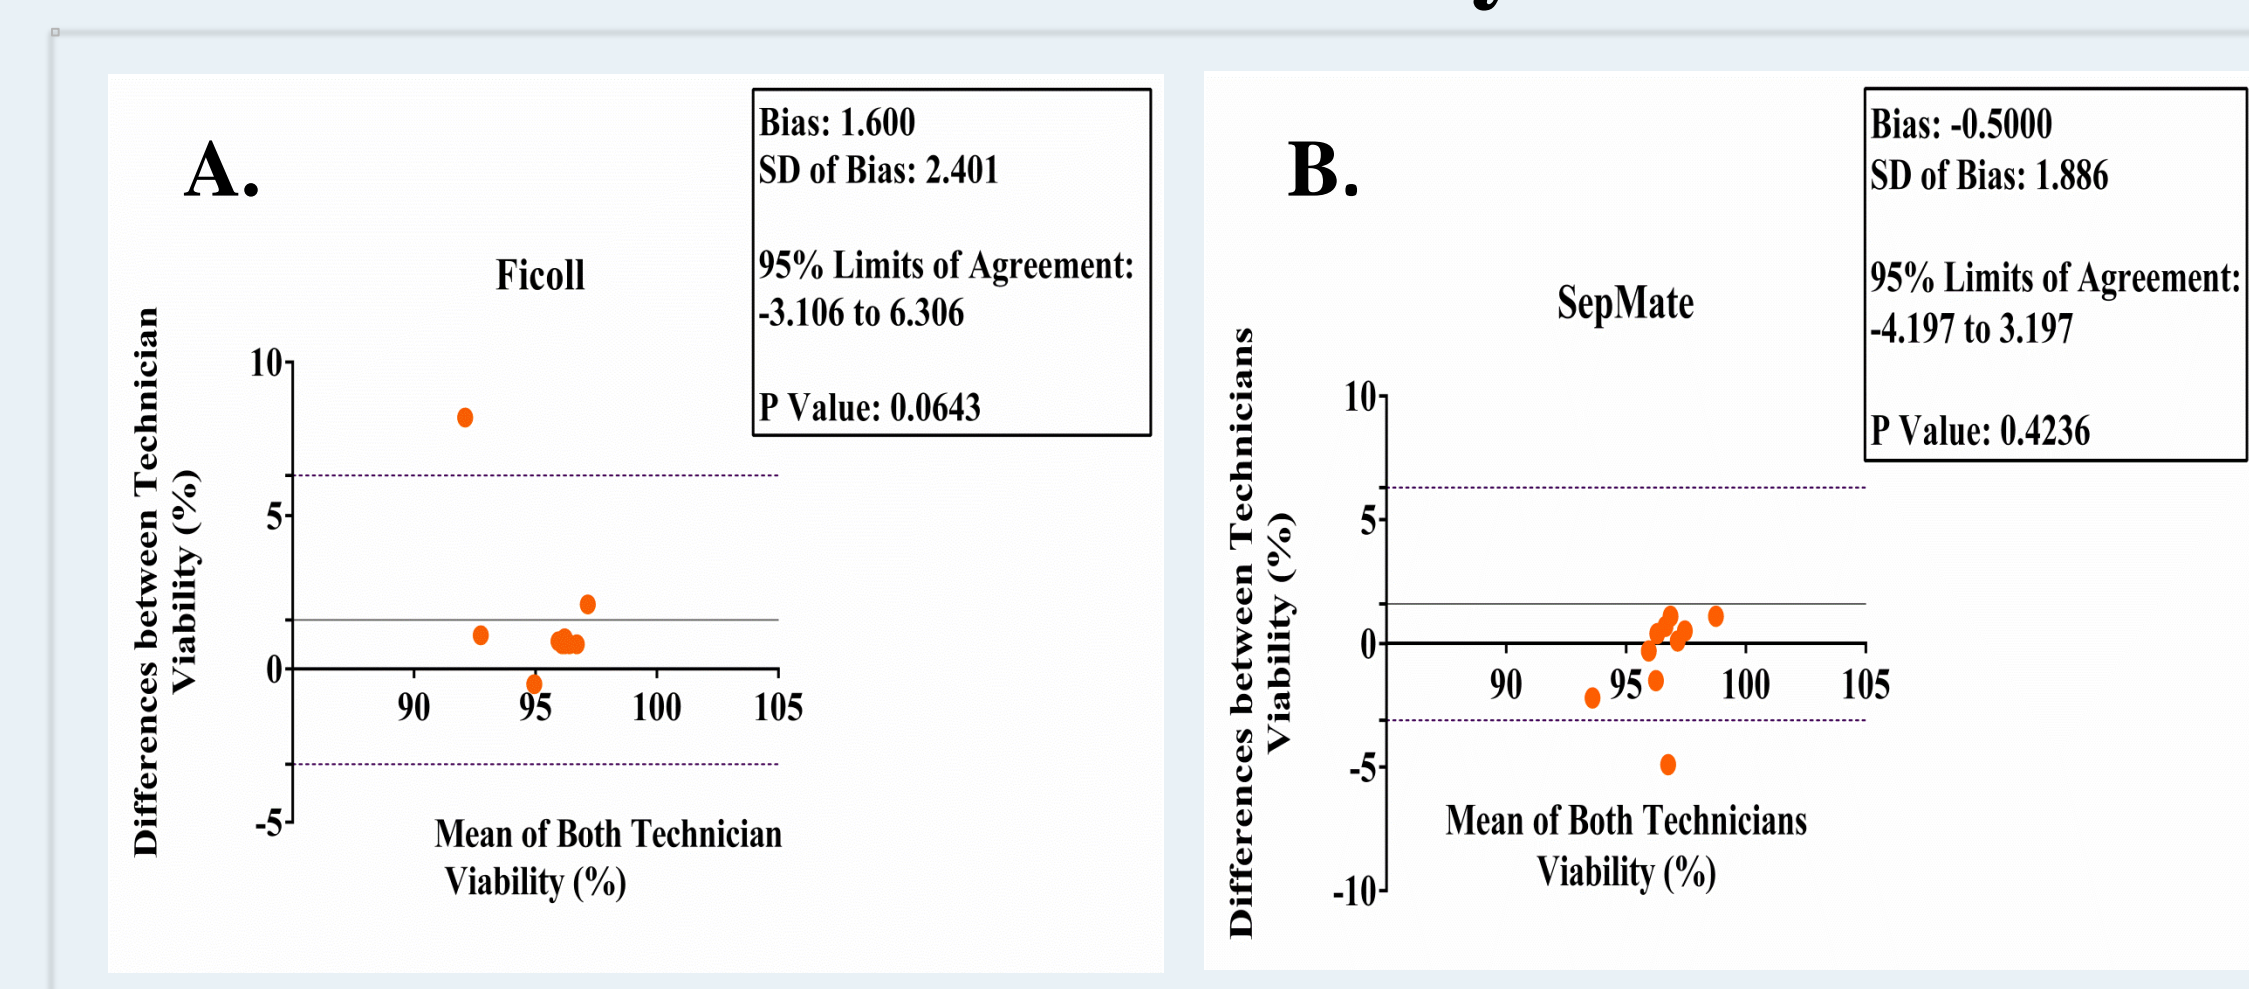 A.
Bias: 1.600
SD of Bias: 2.401
95% Limits of Agreement:
-3.106 to 6.306
P Value: 0.0643
Ficoll
Differences between Technician
Viability (%)
10
5
0
-5
90
95
100
105
Mean of Both Technician
Viability (%)
B.
Bias: -0.5000
SD of Bias: 1.886
95% Limits of Agreement:
-4.197 to 3.197
P Value: 0.4236
SepMate
Differences between Technicians
Viability (%)
10
5
0
-5
-10
90
95
100
105
Mean of Both Technicians
Viability (%)